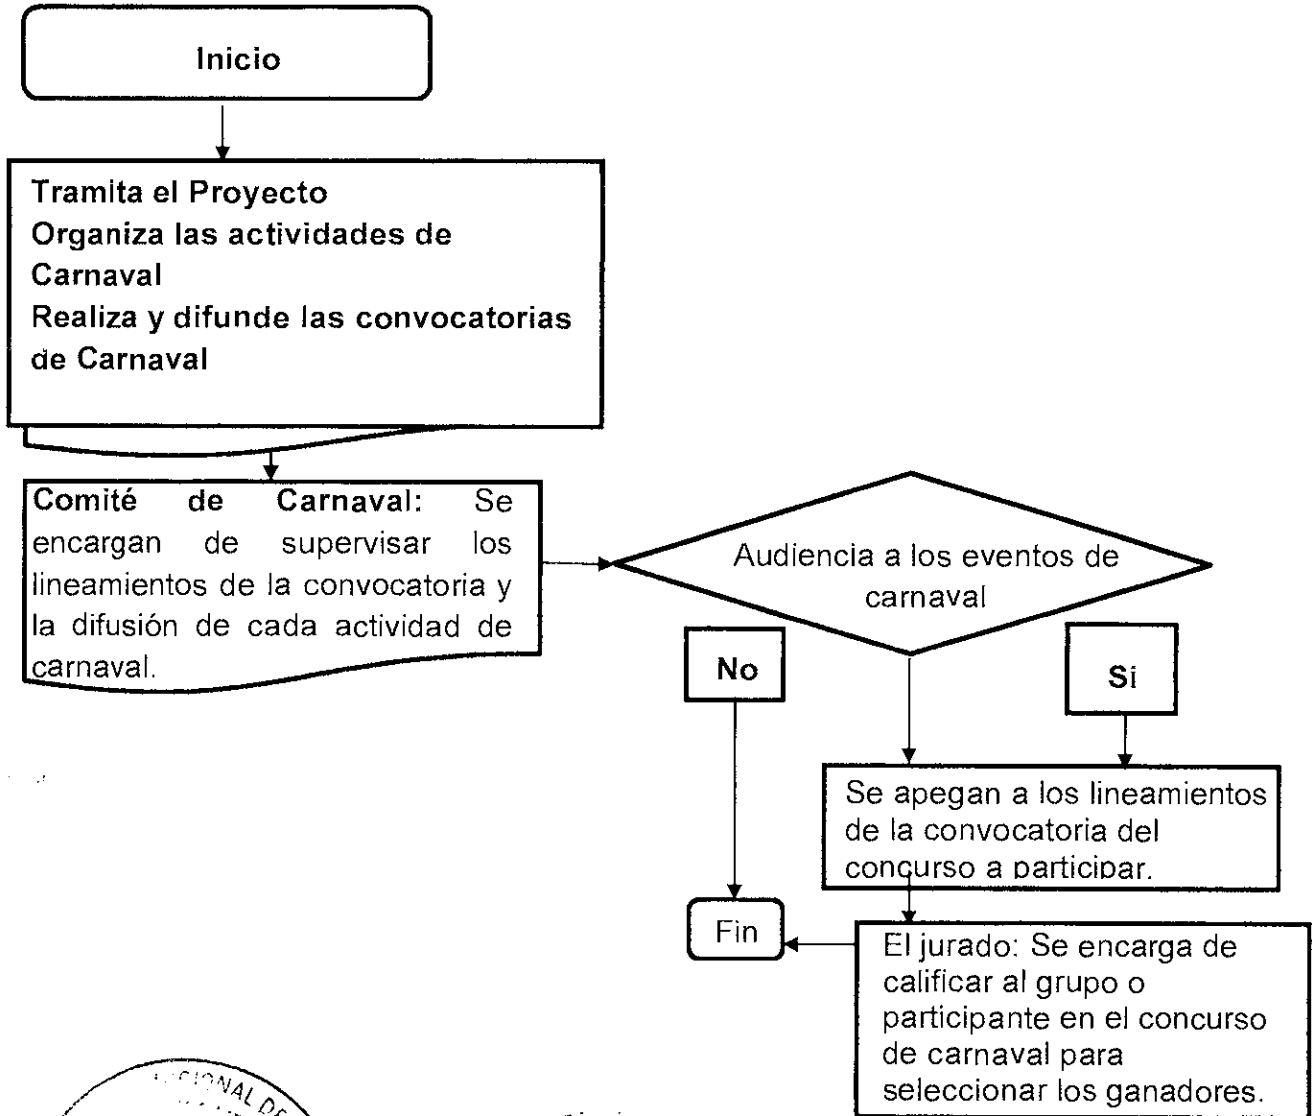 Inicio
Tramita el Proyecto
Organiza las actividades de
Carnaval
Realiza y difunde las convocatorias
de Carnaval
Comité de Carnaval: Se
encargan de supervisar los
lineamientos de la convocatoria y
la difusión de cada actividad de
carnaval.
Audiencia a los eventos de
carnaval
No
Si
Se apegan a los lineamientos
de la convocatoria del
concurso a participar.
Fin
El jurado: Se encarga de
calificar al grupo o
participante en el concurso
de carnaval para
seleccionar los ganadores.